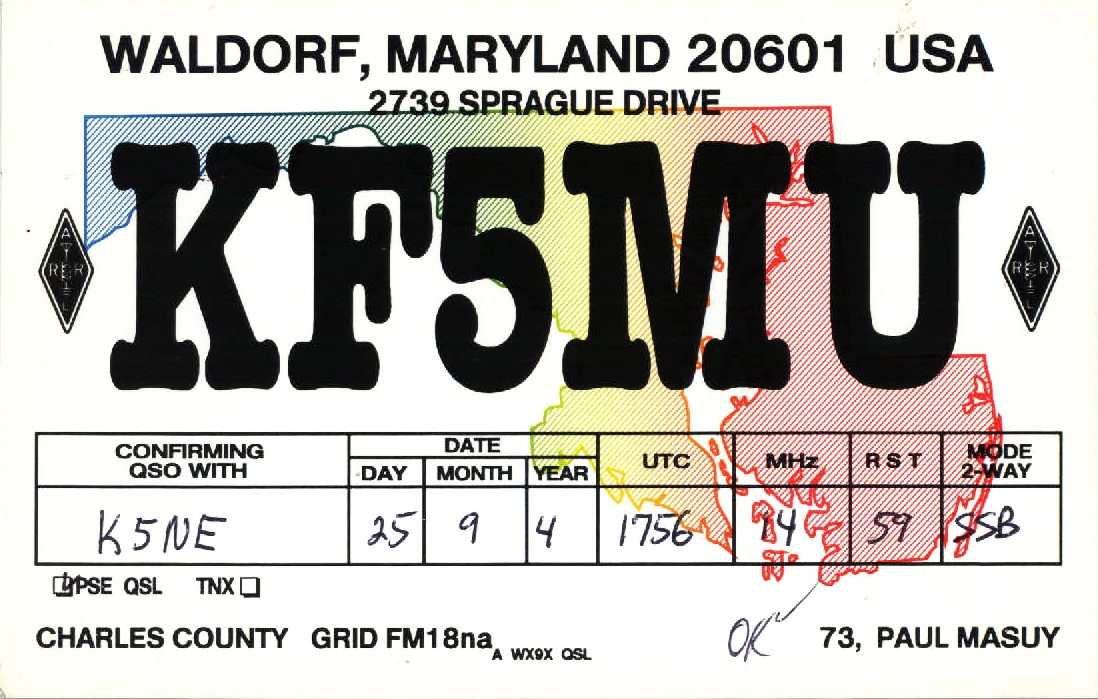 WALDORF, MARYLAND 20601 USA
2739 SPRAGUE DRIVE
KF5MU
ARRL
ARRL
CONFIRMING QSO WITH
DATE
DAY MONTH YEAR
UTC
MHz
RST
MODE 2-WAY
K5NE 25 9 4 1756 14 59 SSB
PSE QSL TNX
OK
CHARLES COUNTY GRID FM18na
A WX9X QSL
73, PAUL MASUY